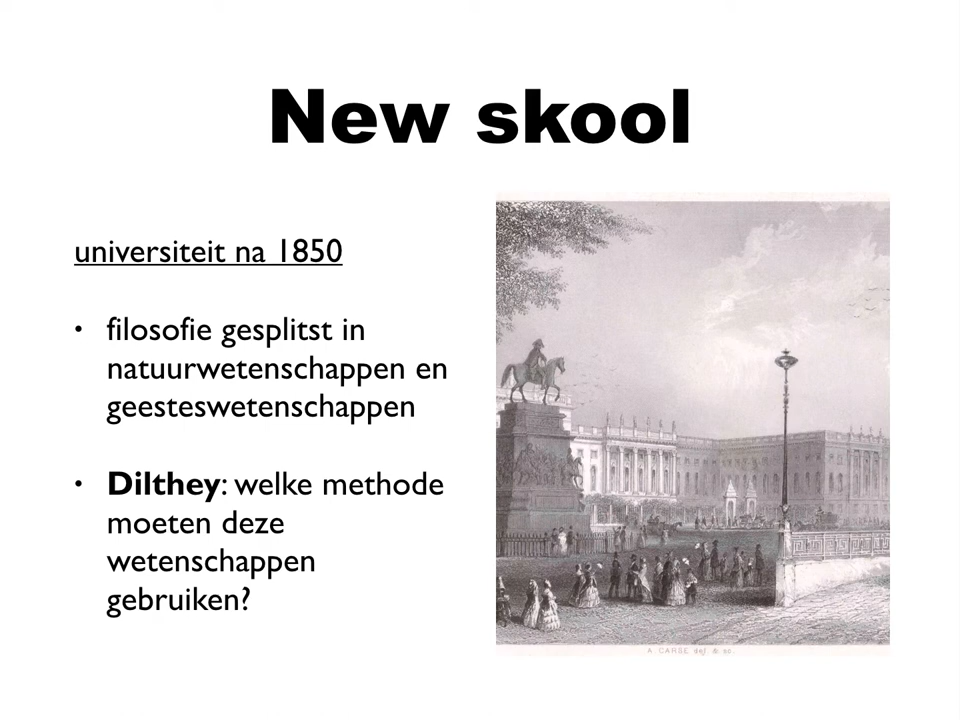 New skool
universiteit na 1850
• filosofie gesplitst in
natuurwetenschappen en
geesteswetenschappen
• Dilthey: welke methode
moeten deze
wetenschappen
gebruiken?
A. CARSE def & sc.